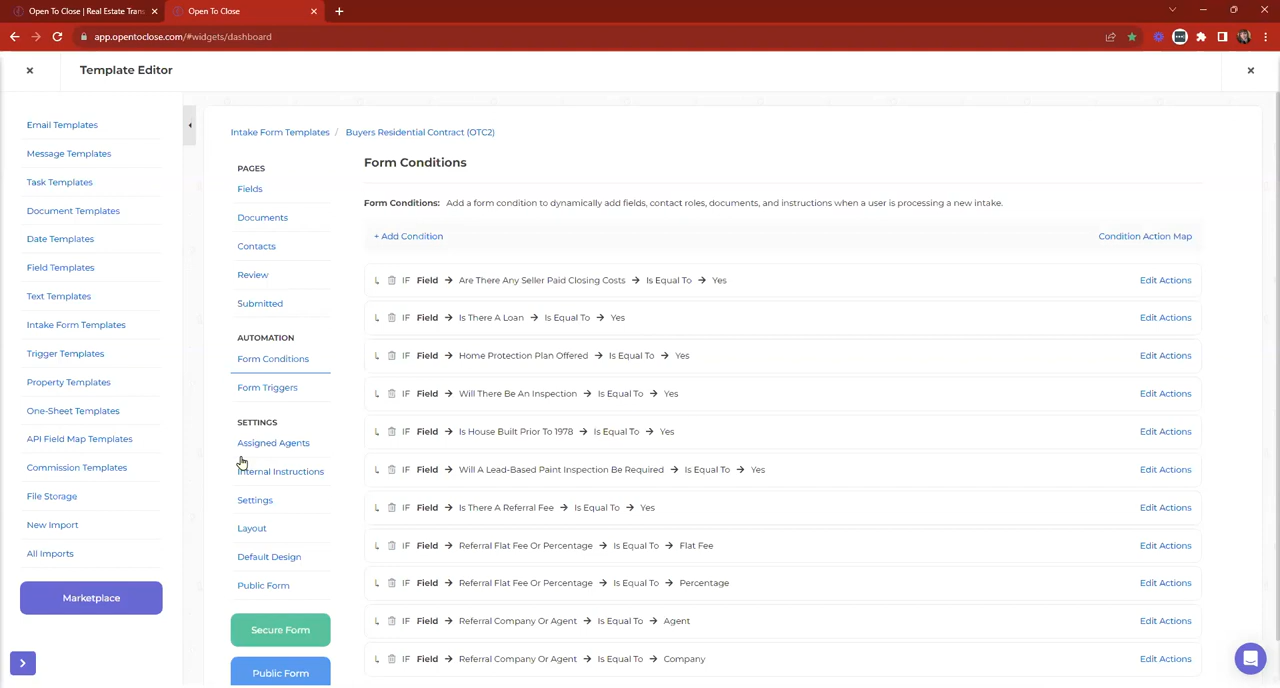 Open To Close | Real Estate Tran
Open To Close
app.opentoclose.com/#widgets/dashboard
Template Editor
Email Templates
Message Templates
Task Templates
Document Templates
Date Templates
Field Templates
Text Templates
Intake Form Templates
Trigger Templates
Property Templates
One-Sheet Templates
API Field Map Templates
Commission Templates
File Storage
New Import
All Imports
Marketplace
Intake Form Templates / Buyers Residential Contract (OTC2)
PAGES
Fields
Documents
Contacts
Review
Submitted
AUTOMATION
Form Conditions
Form Triggers
SETTINGS
Assigned Agents
Internal Instructions
Settings
Layout
Default Design
Public Form
Secure Form
Public Form
Form Conditions
Form Conditions: Add a form condition to dynamically add fields, contact roles, documents, and instructions when a user is processing a new intake.
+ Add Condition Condition Action Map
IF Field → Are There Any Seller Paid Closing Costs → Is Equal To → Yes Edit Actions
IF Field → Is There A Loan → Is Equal To → Yes Edit Actions
IF Field → Home Protection Plan Offered → Is Equal To → Yes Edit Actions
IF Field → Will There Be An Inspection → Is Equal To → Yes Edit Actions
IF Field → Is House Built Prior To 1978 → Is Equal To → Yes Edit Actions
IF Field → Will A Lead-Based Paint Inspection Be Required → Is Equal To → Yes Edit Actions
IF Field → Is There A Referral Fee → Is Equal To → Yes Edit Actions
IF Field → Referral Flat Fee Or Percentage → Is Equal To → Flat Fee Edit Actions
IF Field → Referral Flat Fee Or Percentage → Is Equal To → Percentage Edit Actions
IF Field → Referral Company Or Agent → Is Equal To → Agent Edit Actions
IF Field → Referral Company Or Agent → Is Equal To → Company Edit Actions